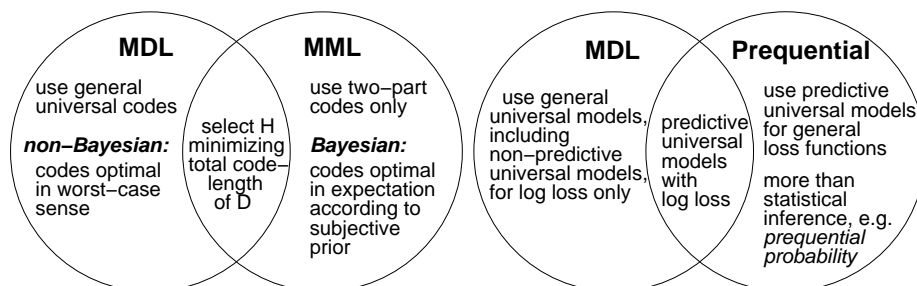 MDL
use general
universal codes
non−Bayesian:
codes optimal
in worst−case
sense
select H
minimizing
total code−
length
of D
MML
use two−part
codes only
Bayesian:
codes optimal
in expectation
according to
subjective
prior
MDL
use general
universal models,
including
non−predictive
universal models,
for log loss only
predictive
universal
models
with
log loss
Prequential
use predictive
universal models
for general
loss functions
more than
statistical
inference, e.g.
prequential
probability